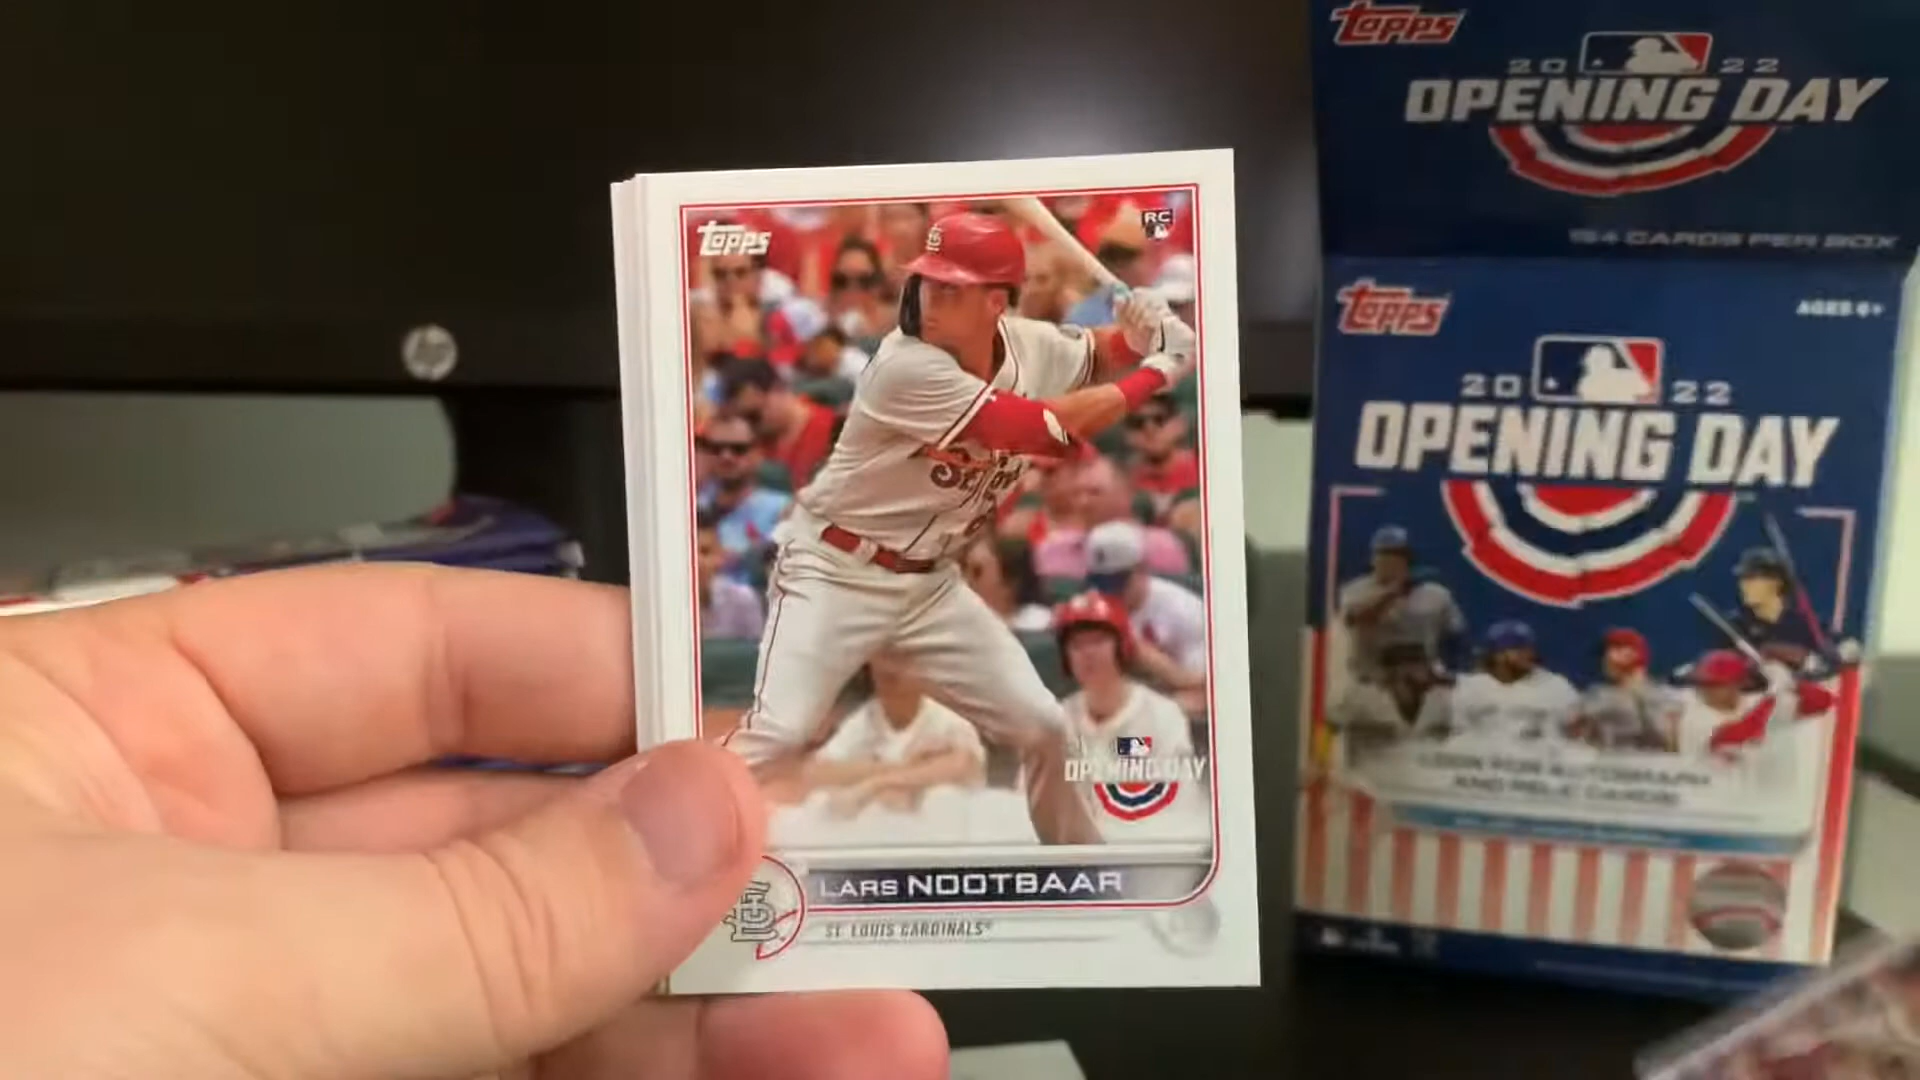 Topps
RC
OPENING DAY
LARS NOOTBAAR
ST. LOUIS CARDINALS
hp
Topps
20 22
OPENING DAY
154 CARDS PER BOX
Topps
AGES 6+
20 22
OPENING DAY
LOOK FOR AUTOGRAPH
AND RELIC CARDS!